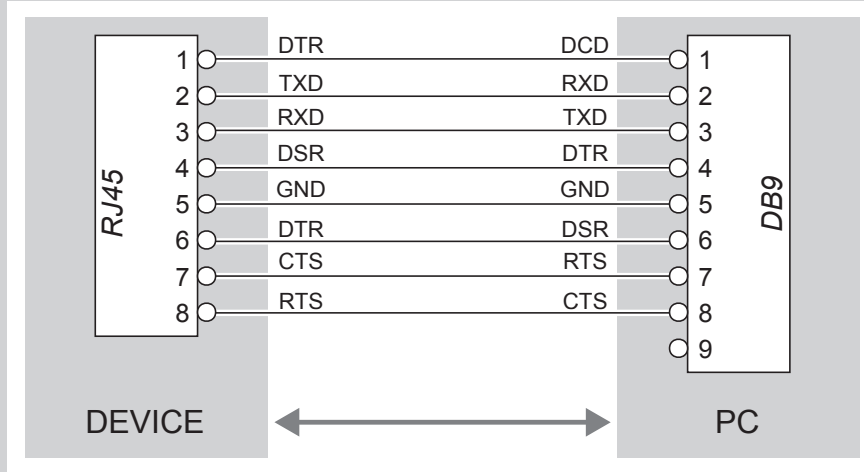 1 DTR DCD 1
2 TXD RXD 2
3 RXD TXD 3
4 DSR DTR 4
5 GND GND 5
6 DTR DSR 6
7 CTS RTS 7
8 RTS CTS 8
9
RJ45
DB9
DEVICE PC